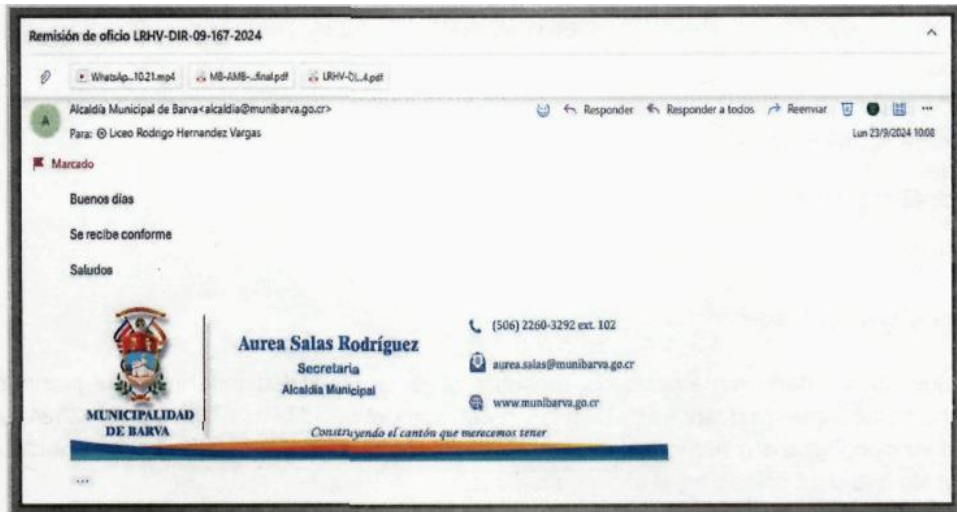 Remisión de oficio LRHV-DIR-09-167-2024
WhatsAp...10.21.mp4 MB-AMB-...final.pdf LRHV-DI...4.pdf
Alcaldía Municipal de Barva<alcaldia@munibarva.go.cr>
Responder Responder a todos Reenviar
A
Para: Liceo Rodrigo Hernandez Vargas
Lun 23/9/2024 10:08
Marcado
Buenos días
Se recibe conforme
Saludos
Aurea Salas Rodríguez
Secretaria
Alcaldía Municipal
(506) 2260-3292 ext. 102
aurea.salas@munibarva.go.cr
www.munibarva.go.cr
MUNICIPALIDAD
DE BARVA
Construyendo el cantón que merecemos tener
...